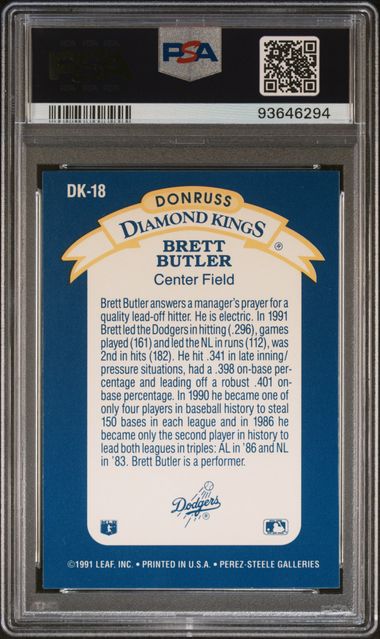 PSA
PSA
93646294
DK-18
DONRUSS
DIAMOND KINGS
®
BRETT
BUTLER
Center Field
Brett Butler answers a manager's prayer for a
quality lead-off hitter. He is electric. In 1991
Brett led the Dodgers in hitting (.296), games
played (161) and led the NL in runs (112), was
2nd in hits (182). He hit .341 in late inning/
pressure situations, had a .398 on-base per-
centage and leading off a robust .401 on-
base percentage. In 1990 he became one of
only four players in baseball history to steal
150 bases in each league and in 1986 he
became only the second player in history to
lead both leagues in triples: AL in '86 and NL
in '83. Brett Butler is a performer.
Dodgers
®
©1991 LEAF, INC. • PRINTED IN U.S.A. • PEREZ-STEELE GALLERIES